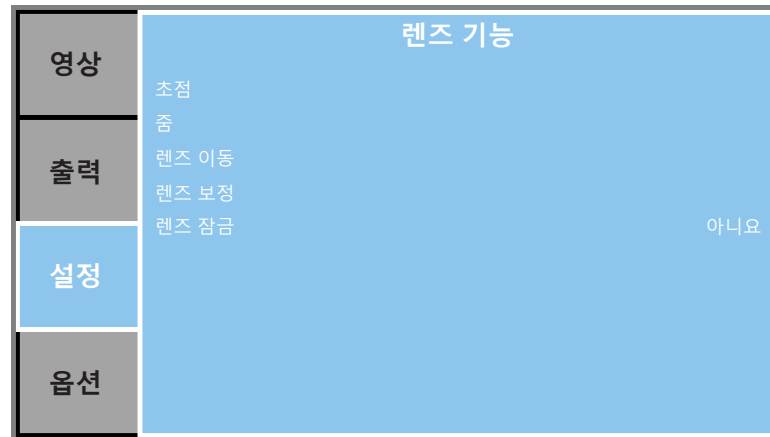 영상
출력
설정
옵션
렌즈 기능
초점
줌
렌즈 이동
렌즈 보정
렌즈 잠금 아니요